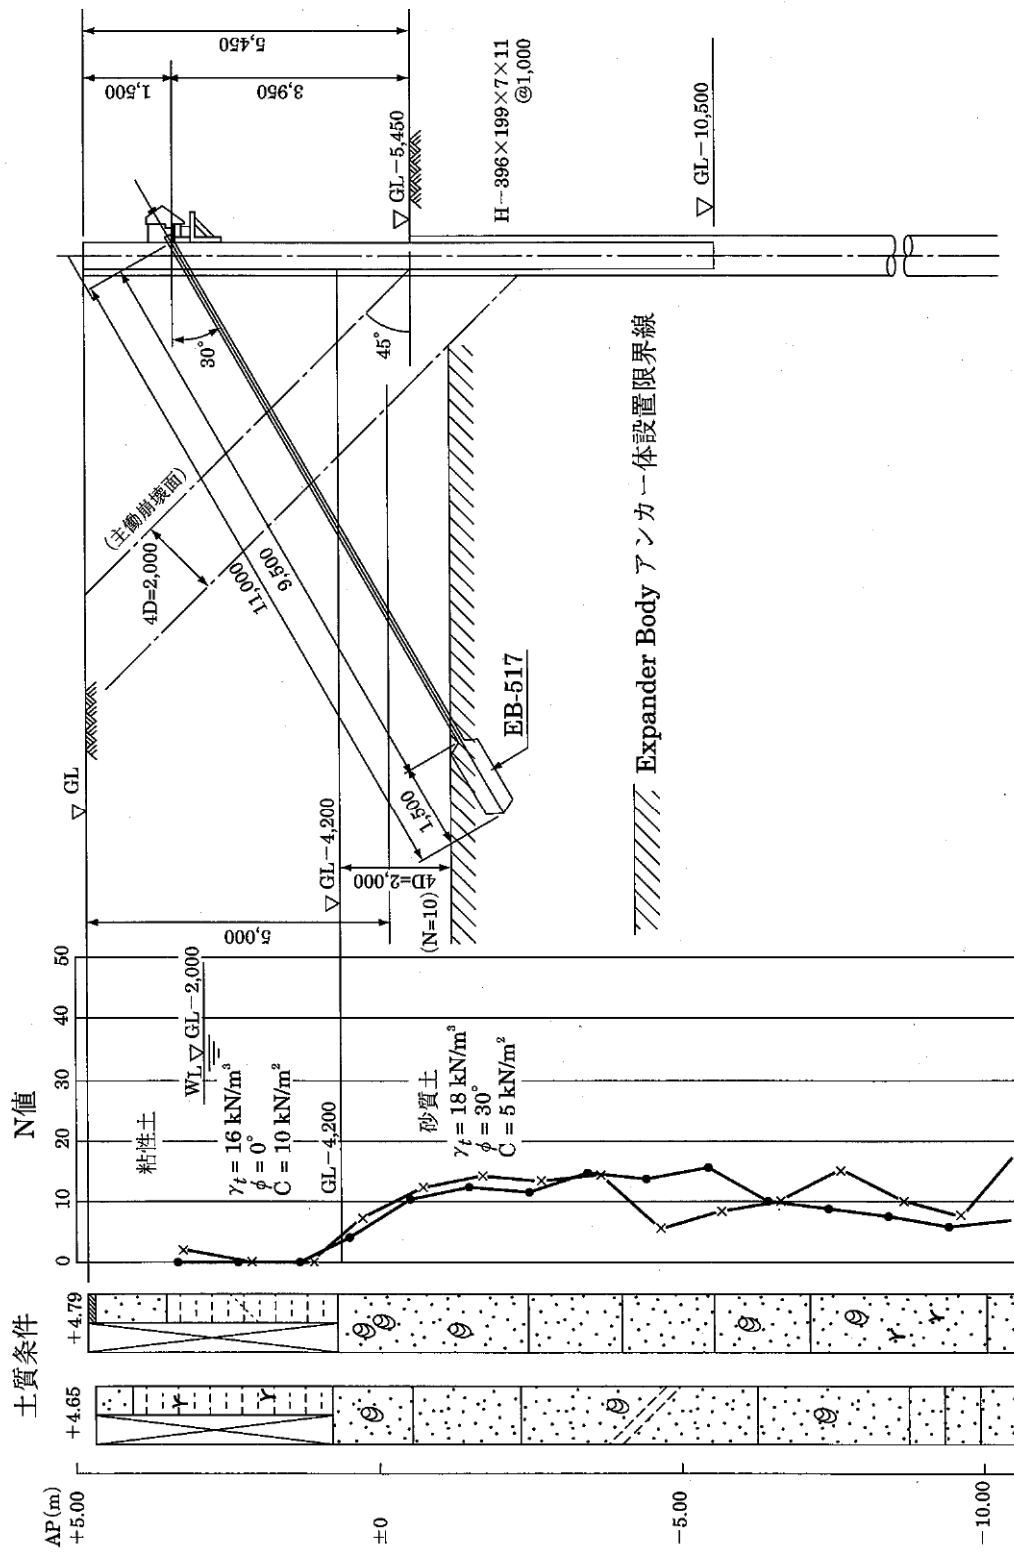 土質条件
N値
AP(m)
+5.00
±0
−5.00
−10.00
+4.65
+4.79
0
10
20
30
40
50
粘性土
γt = 16 kN/m³
φ = 0°
C = 10 kN/m²
WL ▽ GL−2,000
GL−4,200
砂質土
γt = 18 kN/m³
φ = 30°
C = 5 kN/m²
▽ GL
5,000
▽ GL−4,200
4D=2,000
(N=10)
(主働崩壊面)
4D=2,000
11,000
9,500
1,500
EB-517
30°
45°
1,500
3,950
5,450
▽ GL−5,450
H−396×199×7×11
@1,000
▽ GL−10,500
Expander Body アンカー体設置限界線